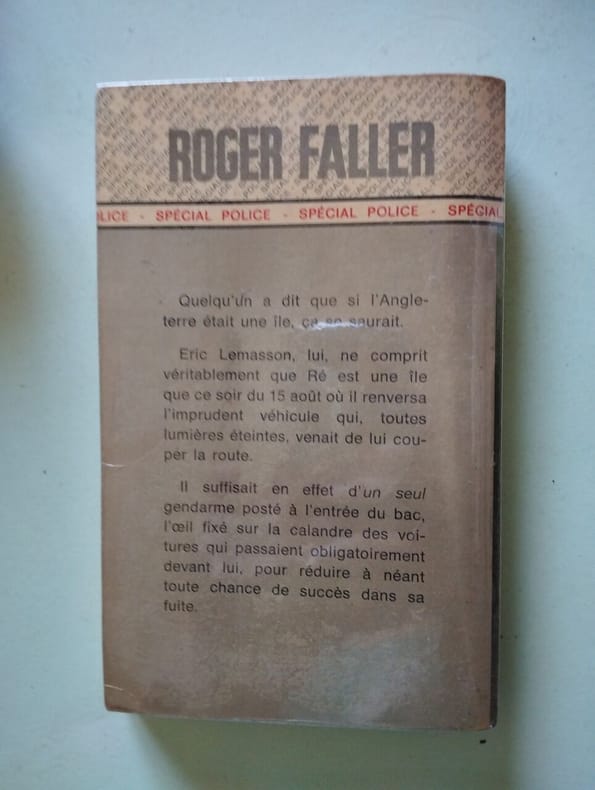 ROGER FALLER
LICE - SPÉCIAL POLICE - SPÉCIAL POLICE - SPÉCIAL
Quelqu'un a dit que si l'Angle-
terre était une île, ça se saurait.
Eric Lemasson, lui, ne comprit
véritablement que Ré est une île
que ce soir du 15 août où il renversa
l'imprudent véhicule qui, toutes
lumières éteintes, venait de lui cou-
per la route.
Il suffisait en effet d'un seul
gendarme posté à l'entrée du bac,
l'œil fixé sur la calandre des voi-
tures qui passaient obligatoirement
devant lui, pour réduire à néant
toute chance de succès dans sa
fuite.